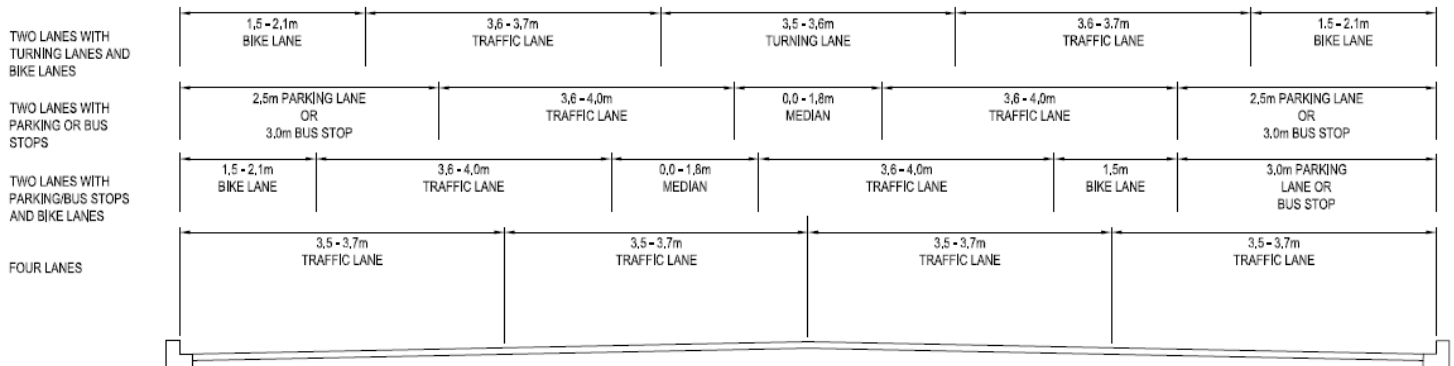 TWO LANES WITH
TURNING LANES AND
BIKE LANES
1.5 - 2.1m
BIKE LANE
3.6 - 3.7m
TRAFFIC LANE
3.5 - 3.6m
TURNING LANE
3.6 - 3.7m
TRAFFIC LANE
1.5 - 2.1m
BIKE LANE
TWO LANES WITH
PARKING OR BUS
STOPS
2.5m PARKING LANE
OR
3.0m BUS STOP
3.6 - 4.0m
TRAFFIC LANE
0.0 - 1.8m
MEDIAN
3.6 - 4.0m
TRAFFIC LANE
2.5m PARKING LANE
OR
3.0m BUS STOP
TWO LANES WITH
PARKING/BUS STOPS
AND BIKE LANES
1.5 - 2.1m
BIKE LANE
3.6 - 4.0m
TRAFFIC LANE
0.0 - 1.8m
MEDIAN
3.6 - 4.0m
TRAFFIC LANE
1.5m
BIKE LANE
3.0m PARKING
LANE OR
BUS STOP
FOUR LANES
3.5 - 3.7m
TRAFFIC LANE
3.5 - 3.7m
TRAFFIC LANE
3.5 - 3.7m
TRAFFIC LANE
3.5 - 3.7m
TRAFFIC LANE